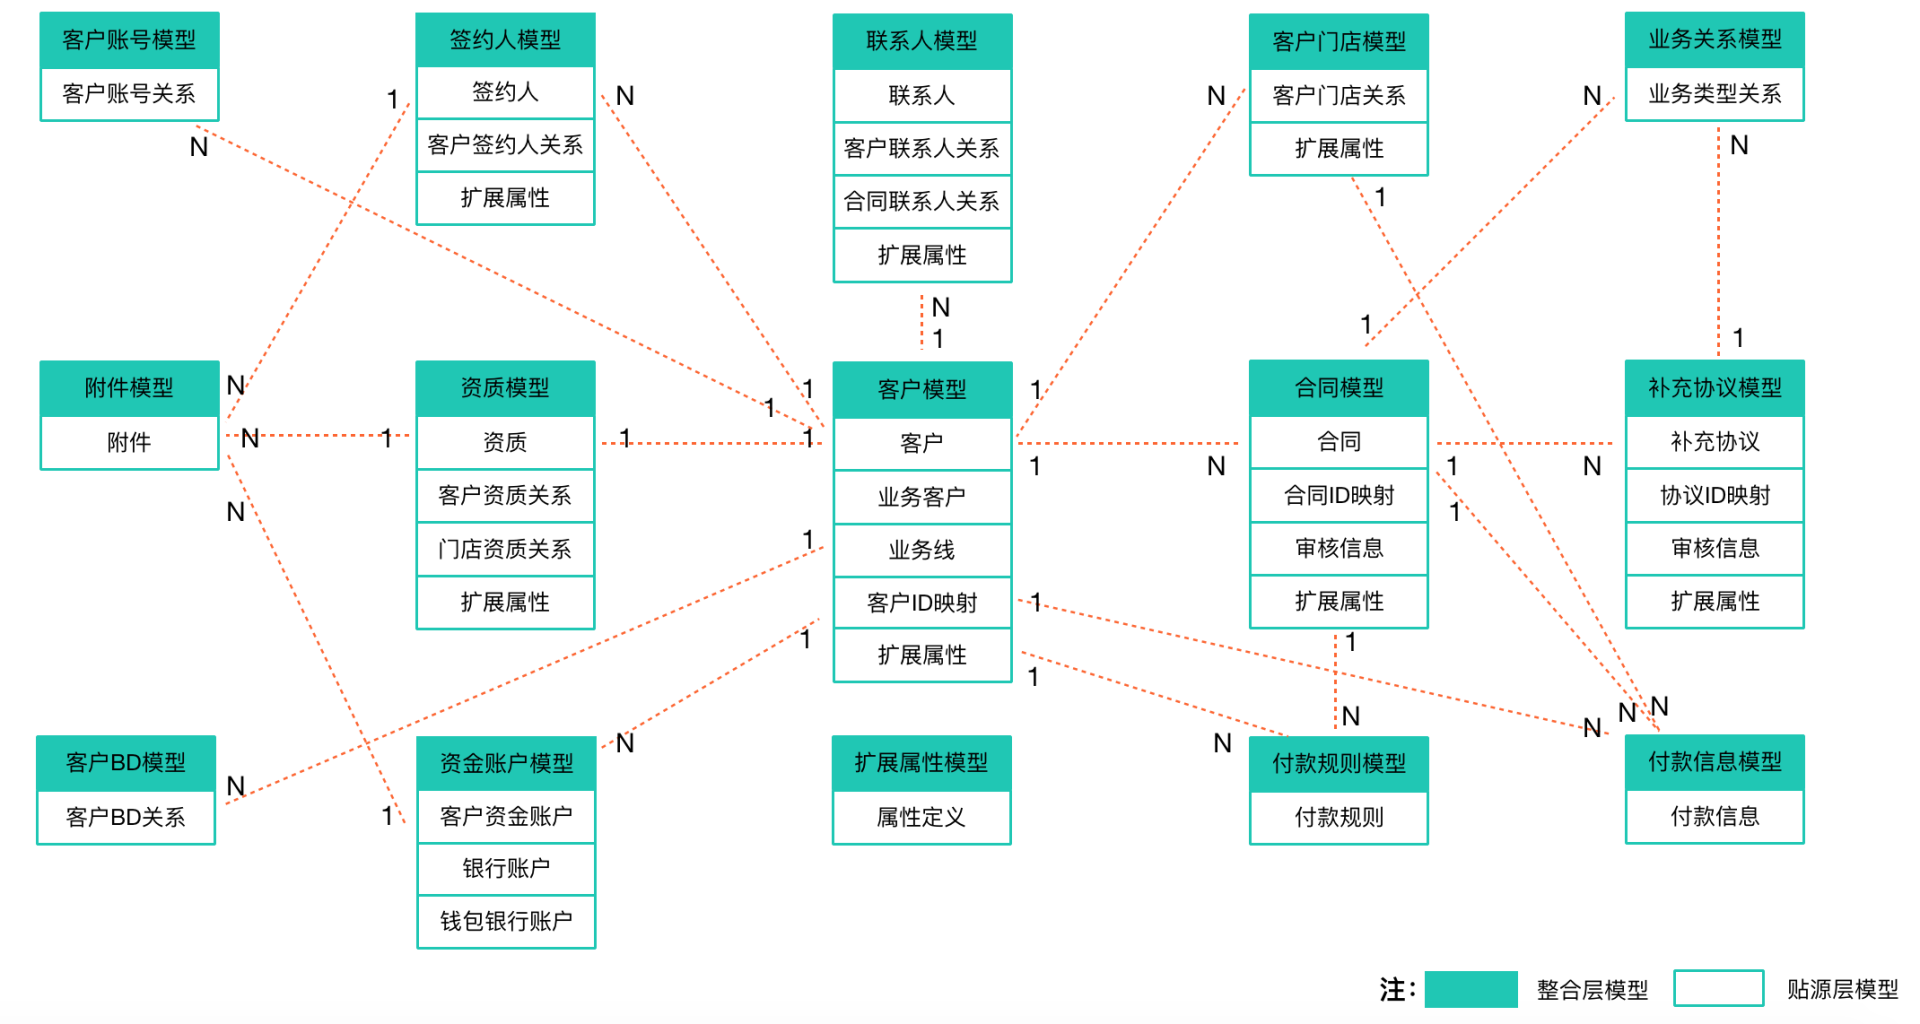 客户账号模型
客户账号关系
N
签约人模型
签约人
客户签约人关系
扩展属性
1
N
联系人模型
联系人
客户联系人关系
合同联系人关系
扩展属性
N
1
客户门店模型
客户门店关系
扩展属性
N
1
业务关系模型
业务类型关系
N
N
附件模型
附件
N
N
N
资质模型
资质
客户资质关系
门店资质关系
扩展属性
1
1
客户模型
客户
业务客户
业务线
客户ID映射
扩展属性
1
1
1
1
1
1
1
1
1
合同模型
合同
合同ID映射
审核信息
扩展属性
1
N
1
1
1
补充协议模型
补充协议
协议ID映射
审核信息
扩展属性
1
N
客户BD模型
客户BD关系
N
资金账户模型
客户资金账户
银行账户
钱包银行账户
1
N
扩展属性模型
属性定义
付款规则模型
付款规则
N
N
付款信息模型
付款信息
N
N
N
注：
整合层模型
贴源层模型